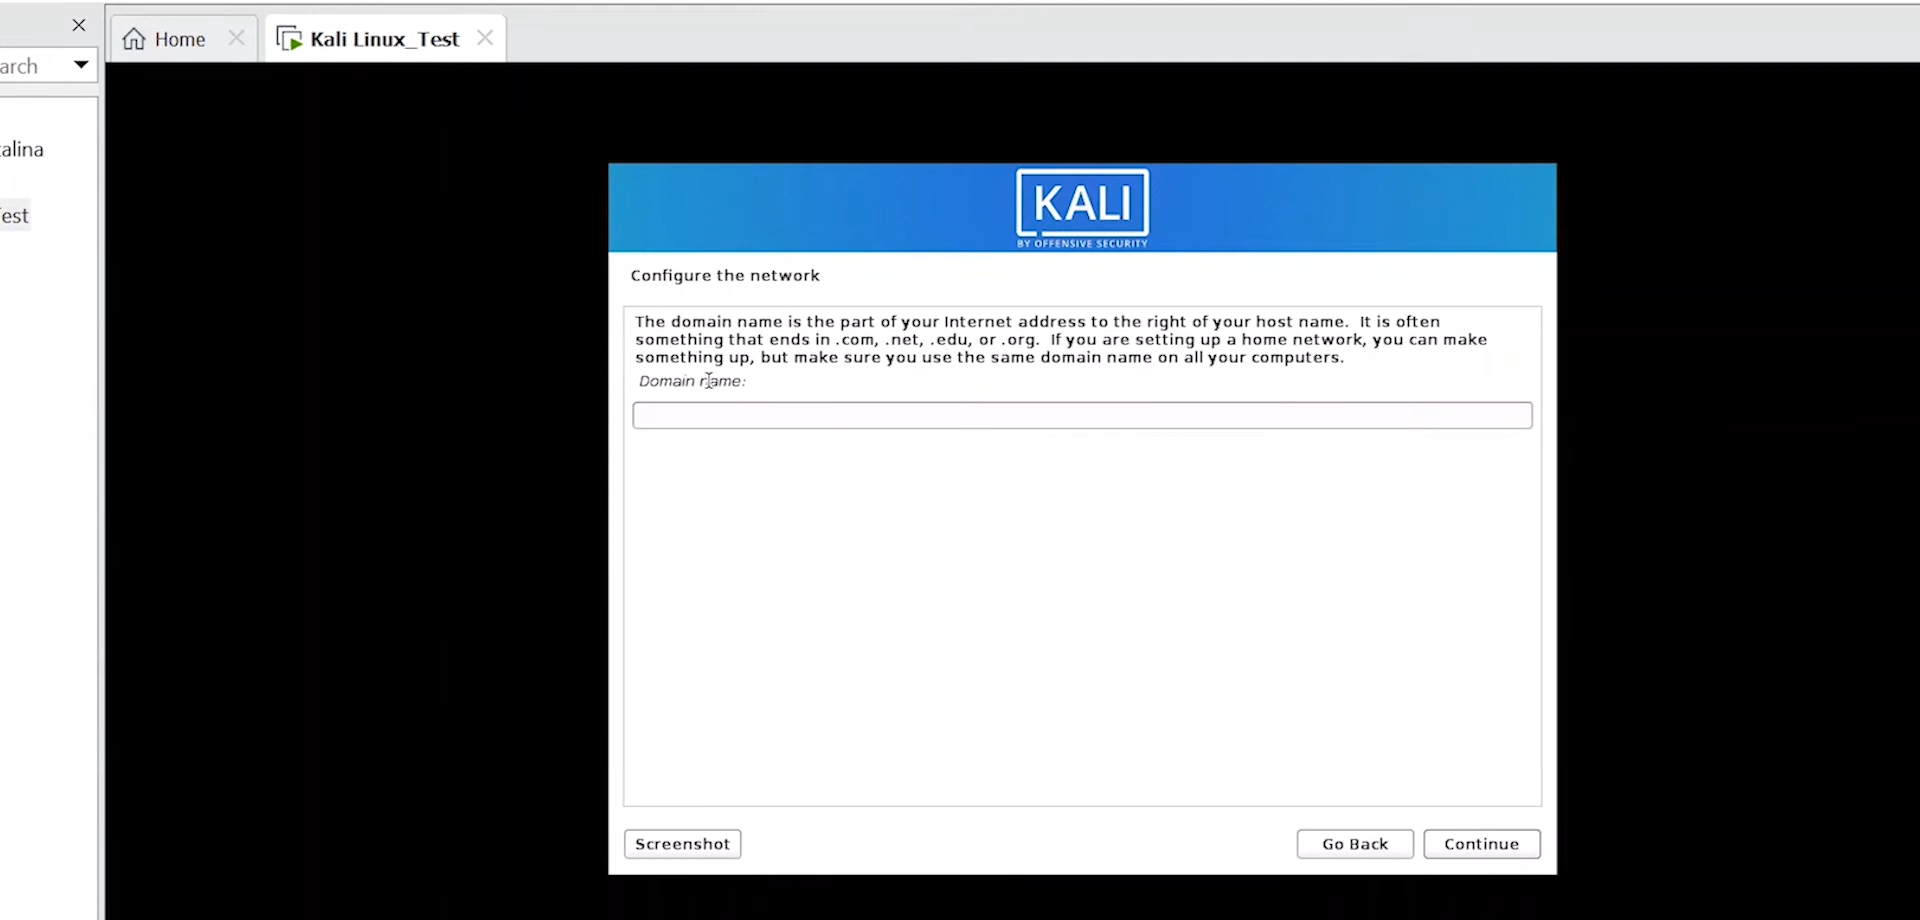 Home
Kali Linux_Test
arch
alina
est
KALI
BY OFFENSIVE SECURITY
Configure the network
The domain name is the part of your Internet address to the right of your host name.  It is often
something that ends in .com, .net, .edu, or .org.  If you are setting up a home network, you can make
something up, but make sure you use the same domain name on all your computers.
Domain name:
Screenshot
Go Back
Continue